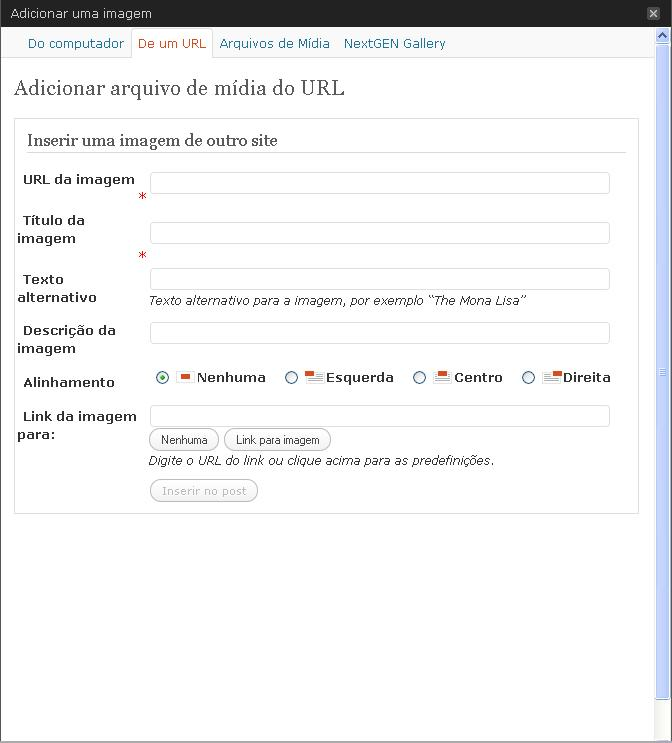 Adicionar uma imagem
Do computador De um URL Arquivos de Mídia NextGEN Gallery
Adicionar arquivo de mídia do URL
Inserir uma imagem de outro site
URL da imagem
*
Título da
imagem
*
Texto
alternativo
Texto alternativo para a imagem, por exemplo “The Mona Lisa”
Descrição da
imagem
Alinhamento Nenhuma Esquerda Centro Direita
Link da imagem
para:
Nenhuma Link para imagem
Digite o URL do link ou clique acima para as predefinições.
Inserir no post